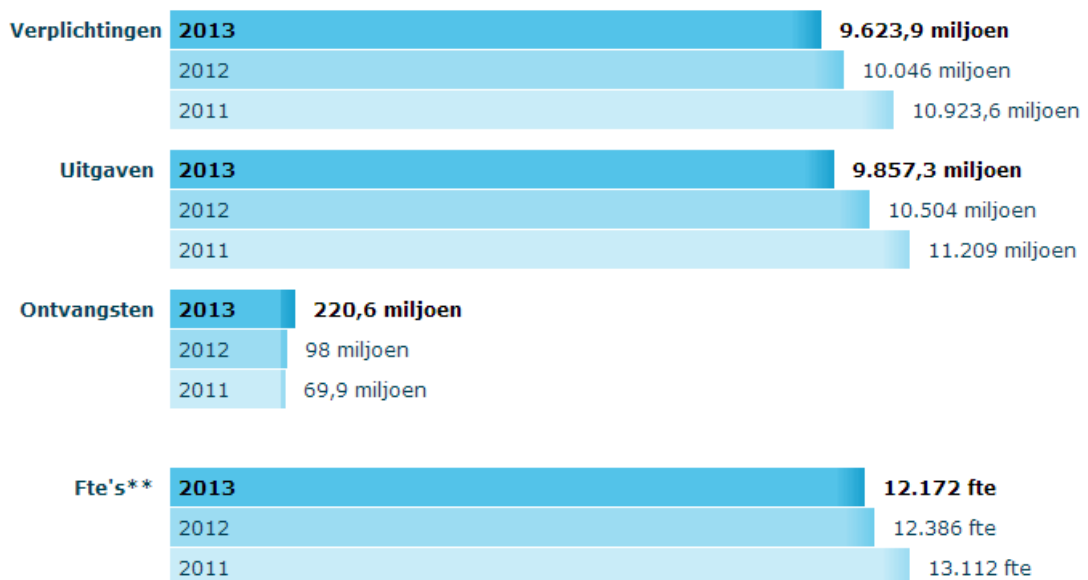 Verplichtingen 2013 9.623,9 miljoen
2012 10.046 miljoen
2011 10.923,6 miljoen
Uitgaven 2013 9.857,3 miljoen
2012 10.504 miljoen
2011 11.209 miljoen
Ontvangsten 2013 220,6 miljoen
2012 98 miljoen
2011 69,9 miljoen
Fte's** 2013 12.172 fte
2012 12.386 fte
2011 13.112 fte